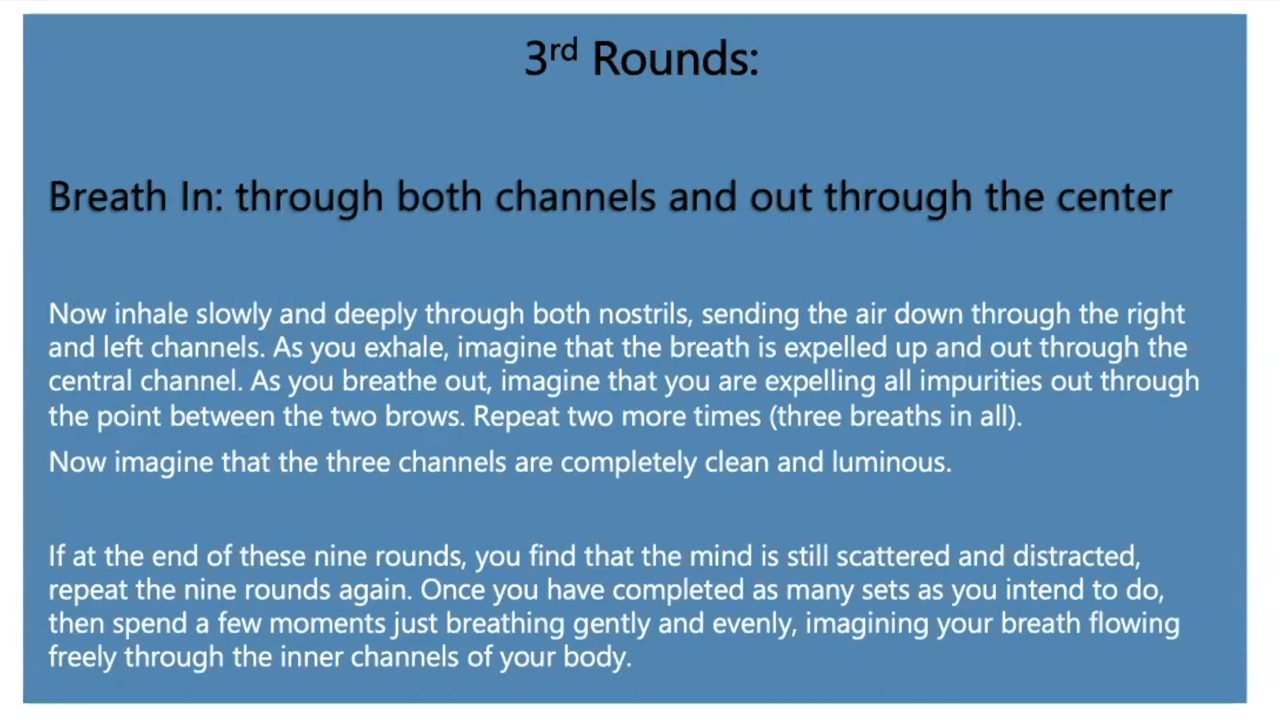 3rd Rounds:
Breath In: through both channels and out through the center
Now inhale slowly and deeply through both nostrils, sending the air down through the right
and left channels. As you exhale, imagine that the breath is expelled up and out through the
central channel. As you breathe out, imagine that you are expelling all impurities out through
the point between the two brows. Repeat two more times (three breaths in all).
Now imagine that the three channels are completely clean and luminous.
If at the end of these nine rounds, you find that the mind is still scattered and distracted,
repeat the nine rounds again. Once you have completed as many sets as you intend to do,
then spend a few moments just breathing gently and evenly, imagining your breath flowing
freely through the inner channels of your body.